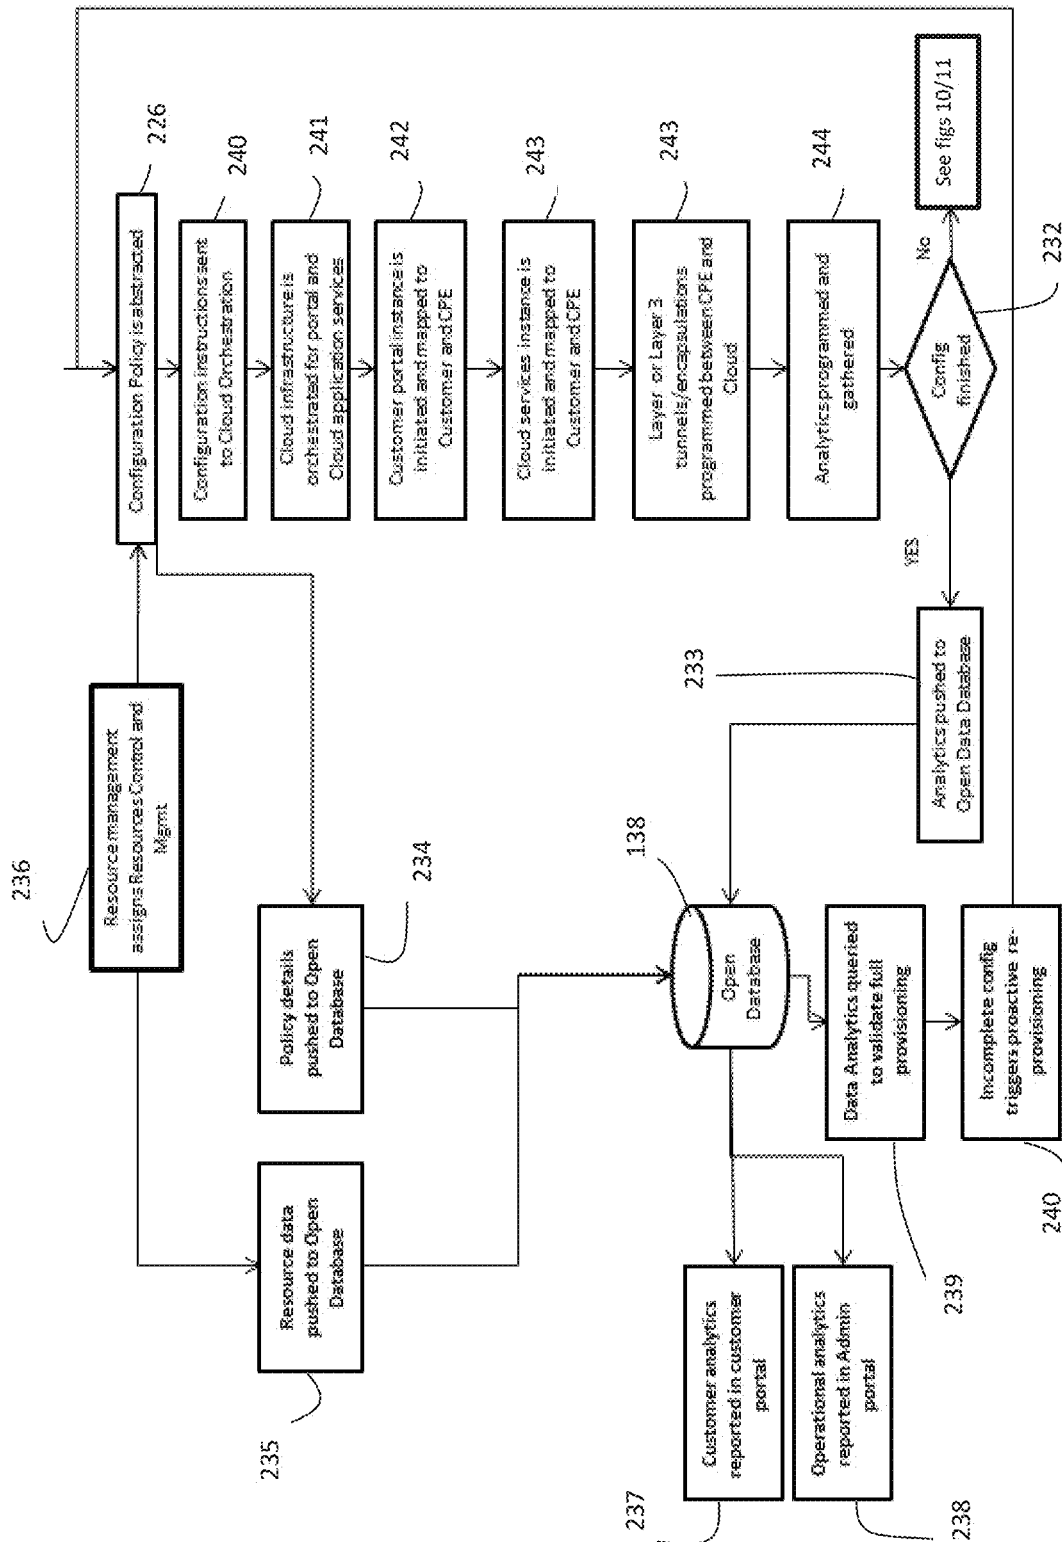 236
Resource management
assigns Resources Control and
Mgmt
226
Configuration Policy is abstracted
240
Configuration instructions sent
to Cloud Orchestration
241
Cloud infrastructure is
orchestrated for portal and
Cloud application services
242
Customer portal instance is
initiated and mapped to
Customer and CPE
243
Cloud services instance is
initiated and mapped to
Customer and CPE
243
Layer or Layer 3
tunnels/encapsulations
programmed between CPE and
Cloud
244
Analytics programmed and
gathered
232
Config
finished
No
See figs 10/11
YES
233
Analytics pushed to
Open Data Database
234
Policy details
pushed to Open
Database
235
Resource data
pushed to Open
Database
138
Open
Database
237
Customer analytics
reported in customer
portal
238
Operational analytics
reported in Admin
portal
239
Data Analytics queried
to validate full
provisioning
240
Incomplete config
triggers proactive re-
provisioning